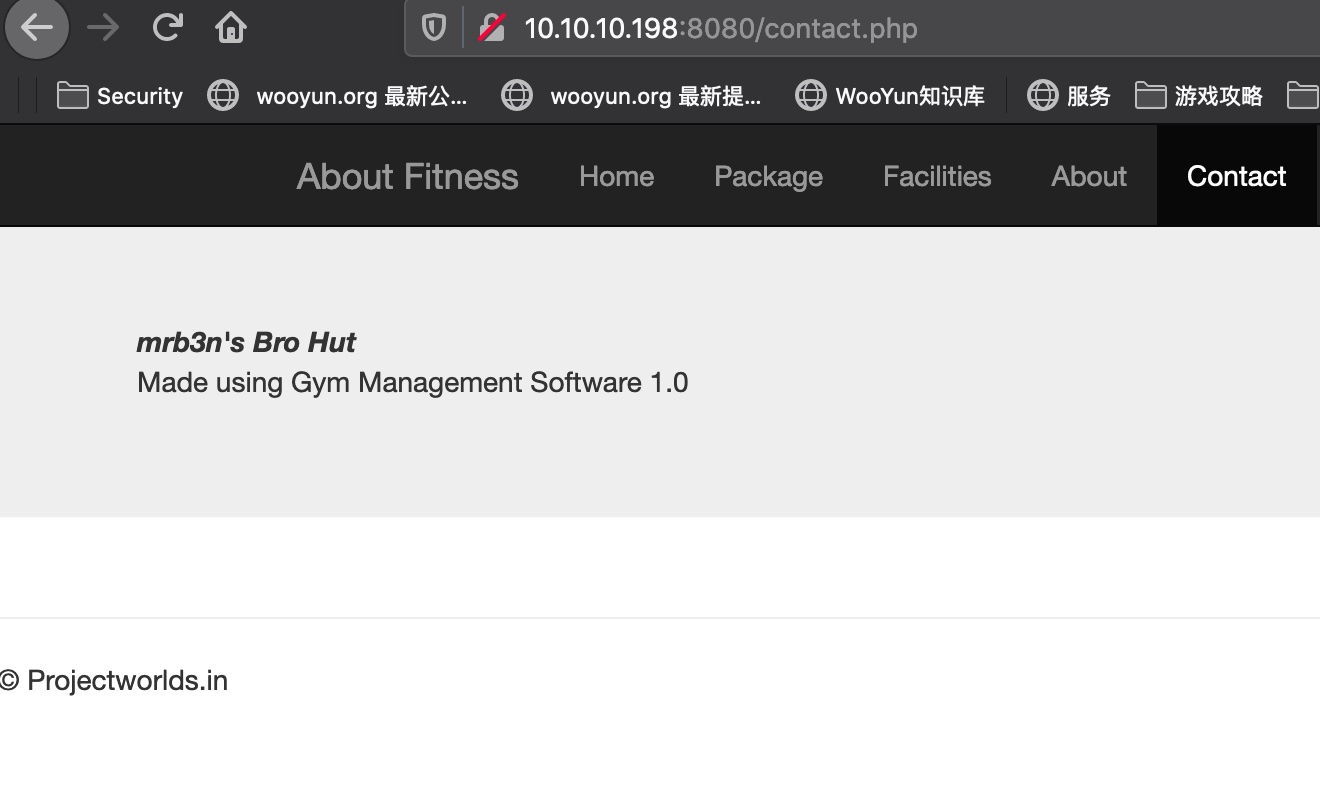 10.10.10.198:8080/contact.php
Security wooyun.org 最新公... wooyun.org 最新提... WooYun知识库 服务 游戏攻略
About Fitness Home Package Facilities About Contact
mrb3n's Bro Hut
Made using Gym Management Software 1.0
© Projectworlds.in